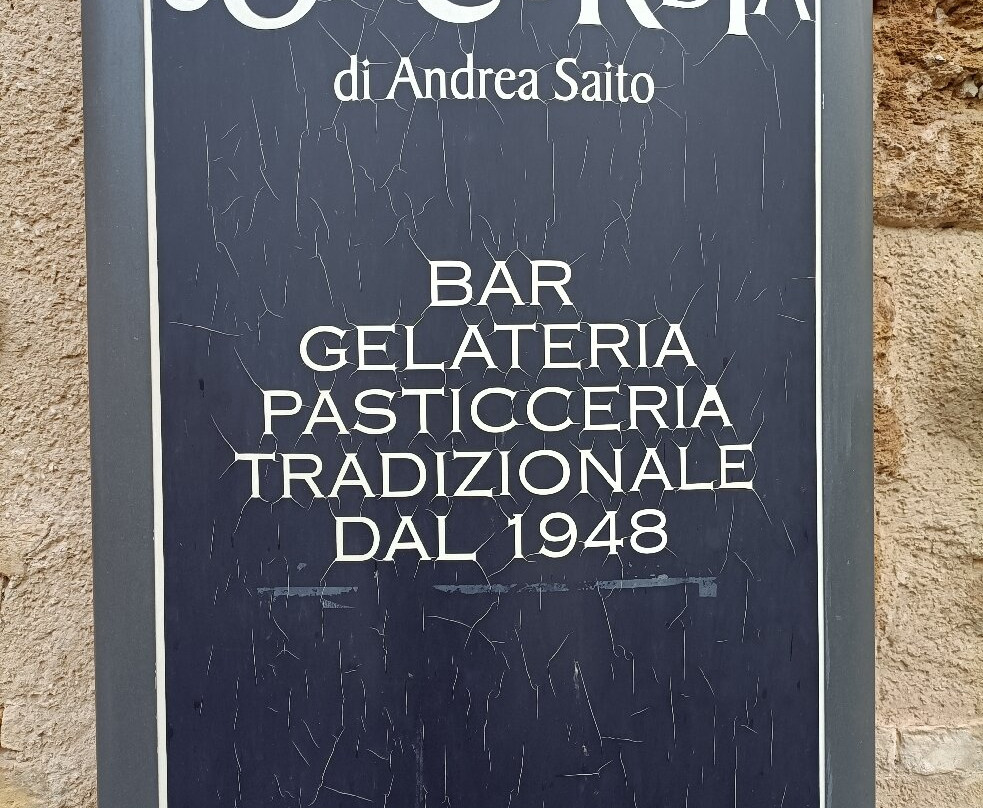 di Andrea Saito
BAR
GELATERIA
PASTICCERIA
TRADIZIONALE
DAL 1948